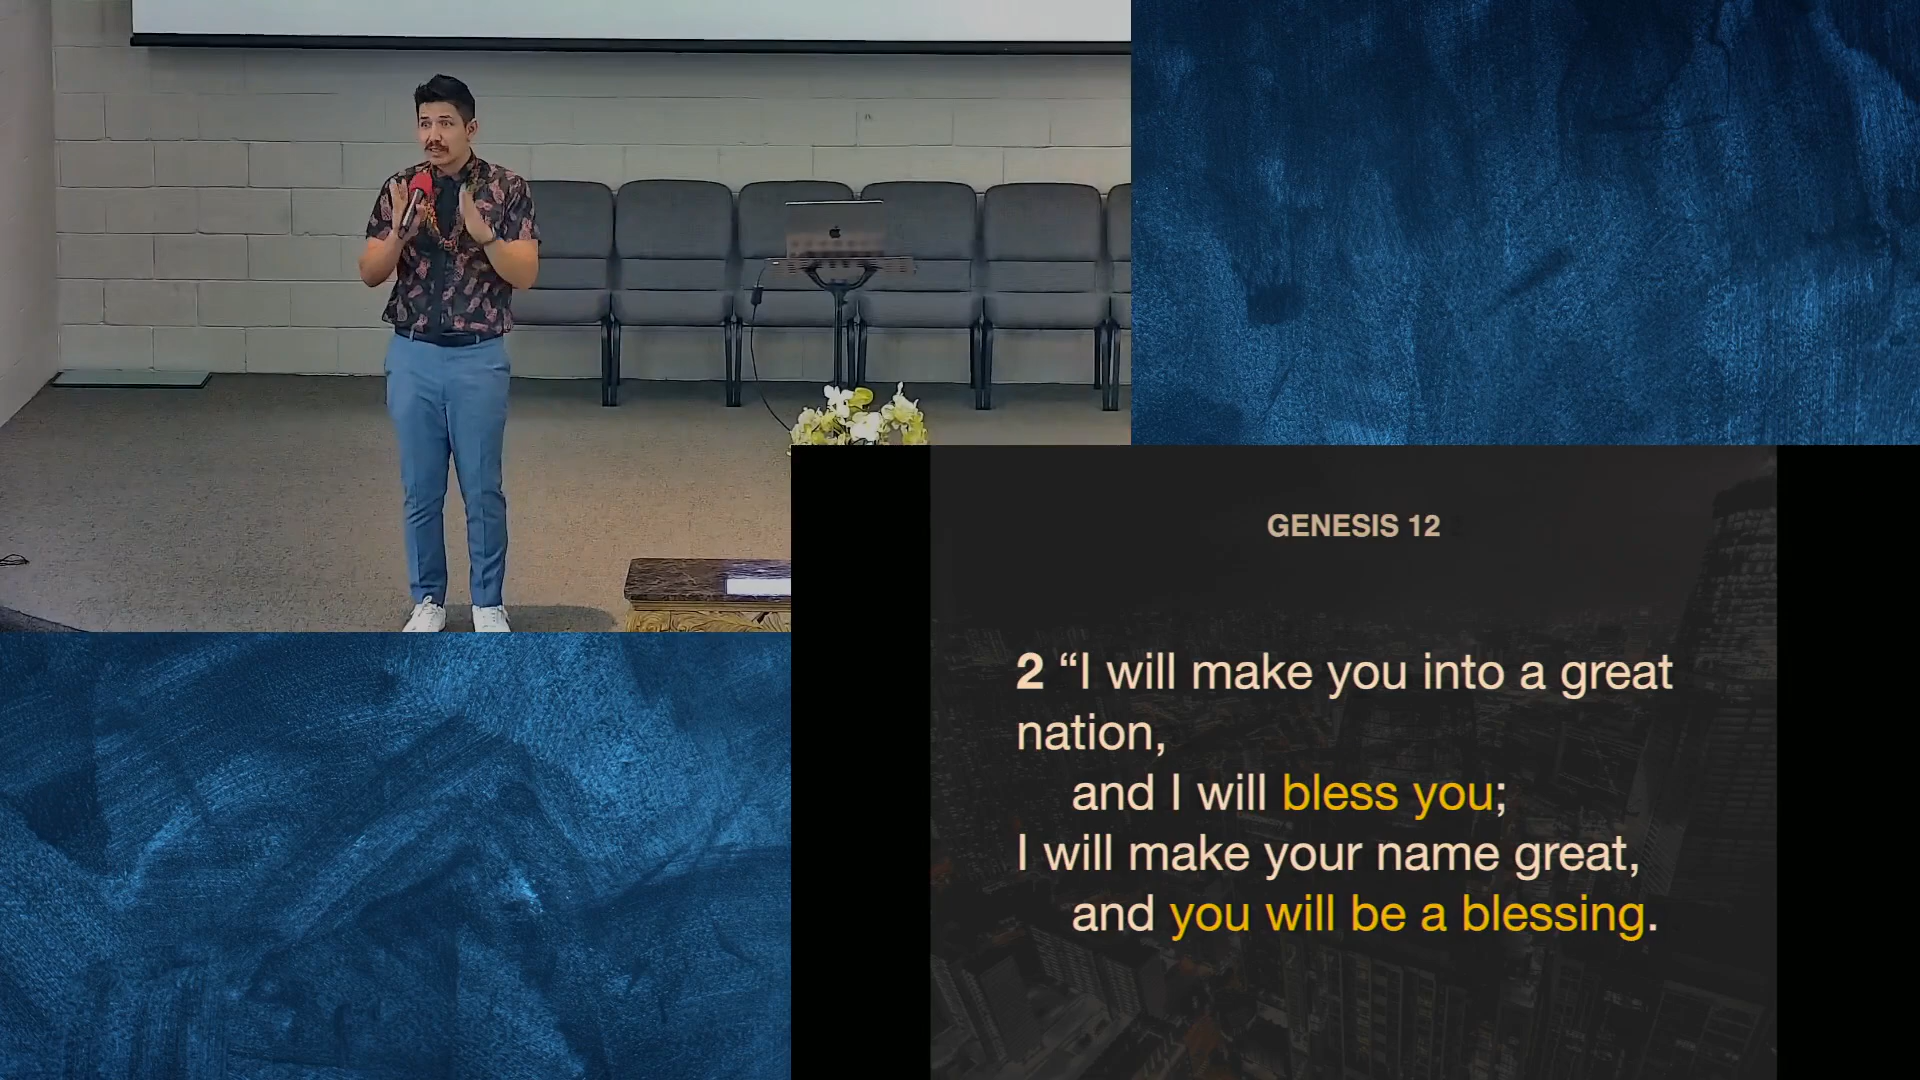 GENESIS 12
2 “I will make you into a great
nation,
and I will bless you;
I will make your name great,
and you will be a blessing.